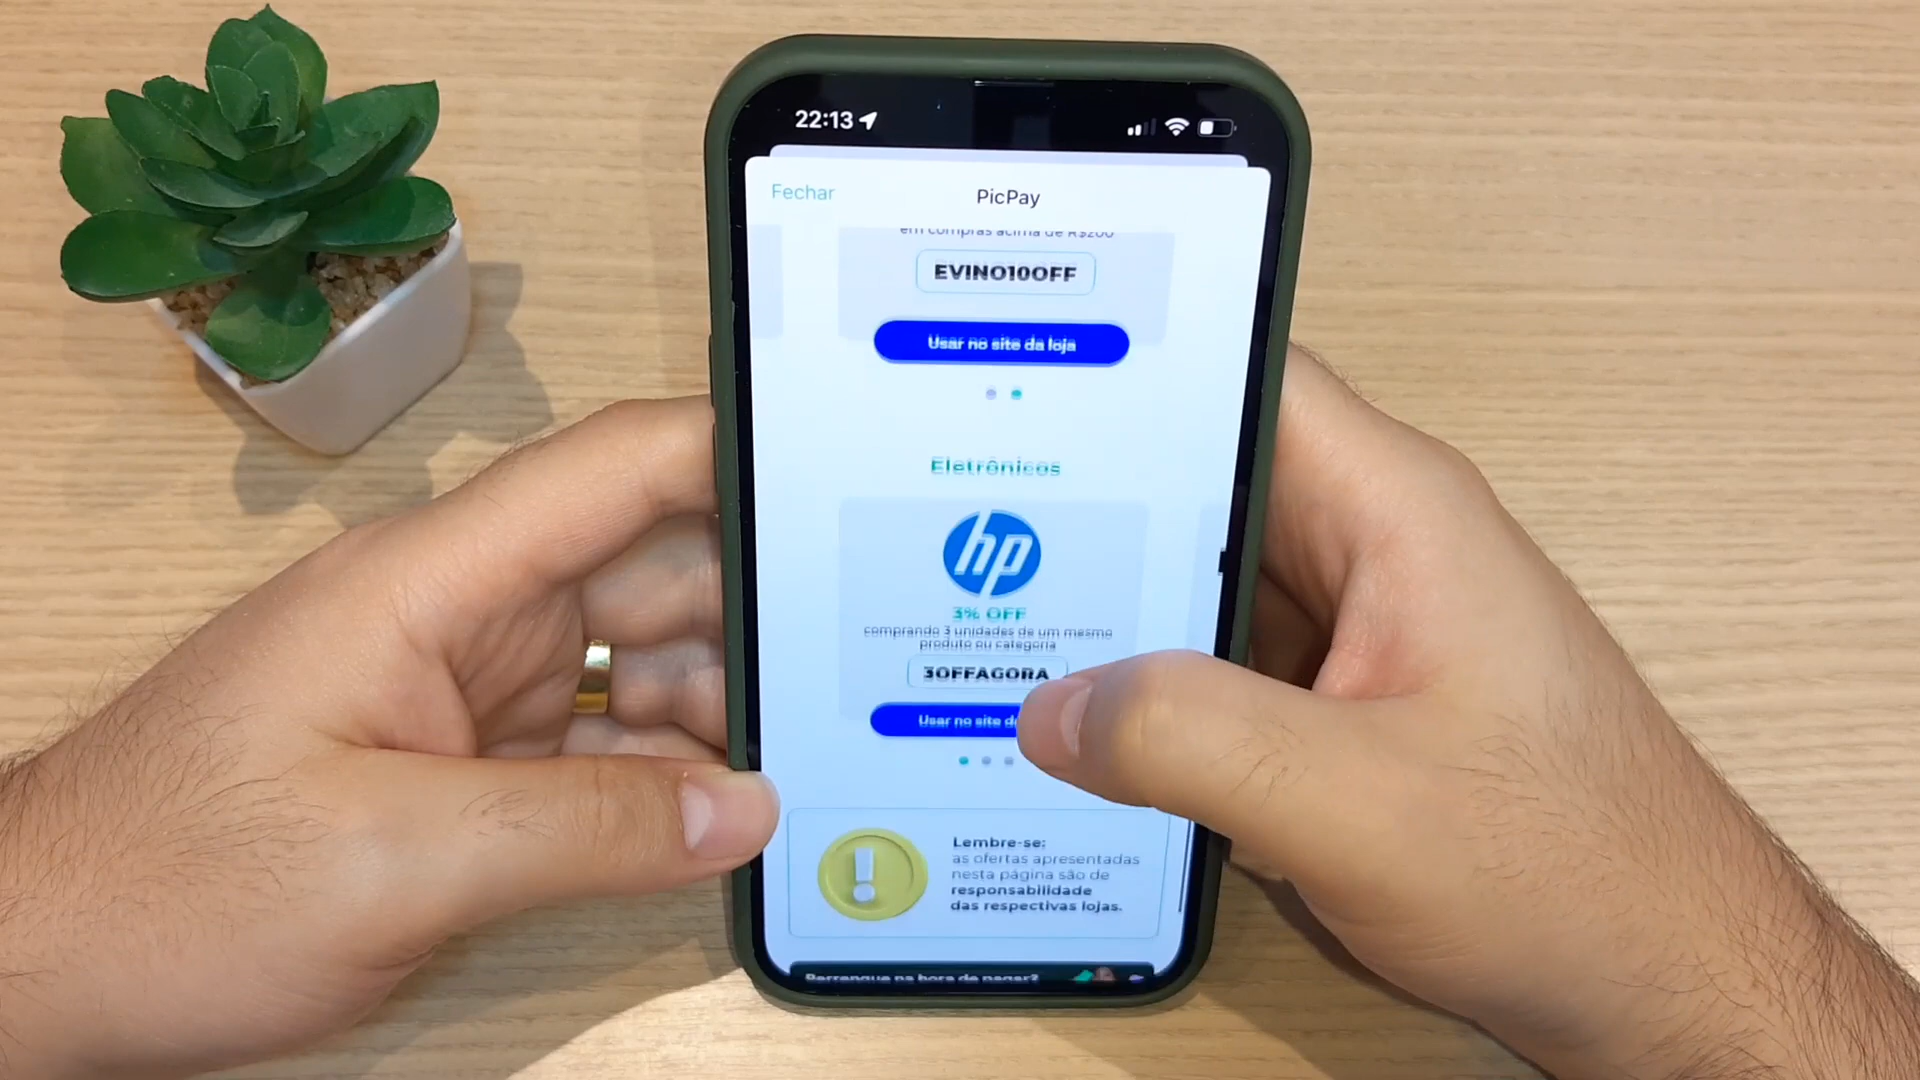 22:13
Fechar
PicPay
em compras acima de R$200
EVINO10OFF
Usar no site da loja
Eletrônicos
hp
3% OFF
comprando 3 unidades de um mesmo
produto ou categoria
3OFFAGORA
Usar no site d
Lembre-se:
as ofertas apresentadas
nesta página são de
responsabilidade
das respectivas lojas.
Perrengue na hora de pagar?